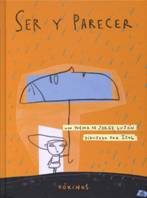 SER Y PARECER
UN POEMA DE JORGE LUJÁN
DIBUJADO POR ISOL
KÓKINOS